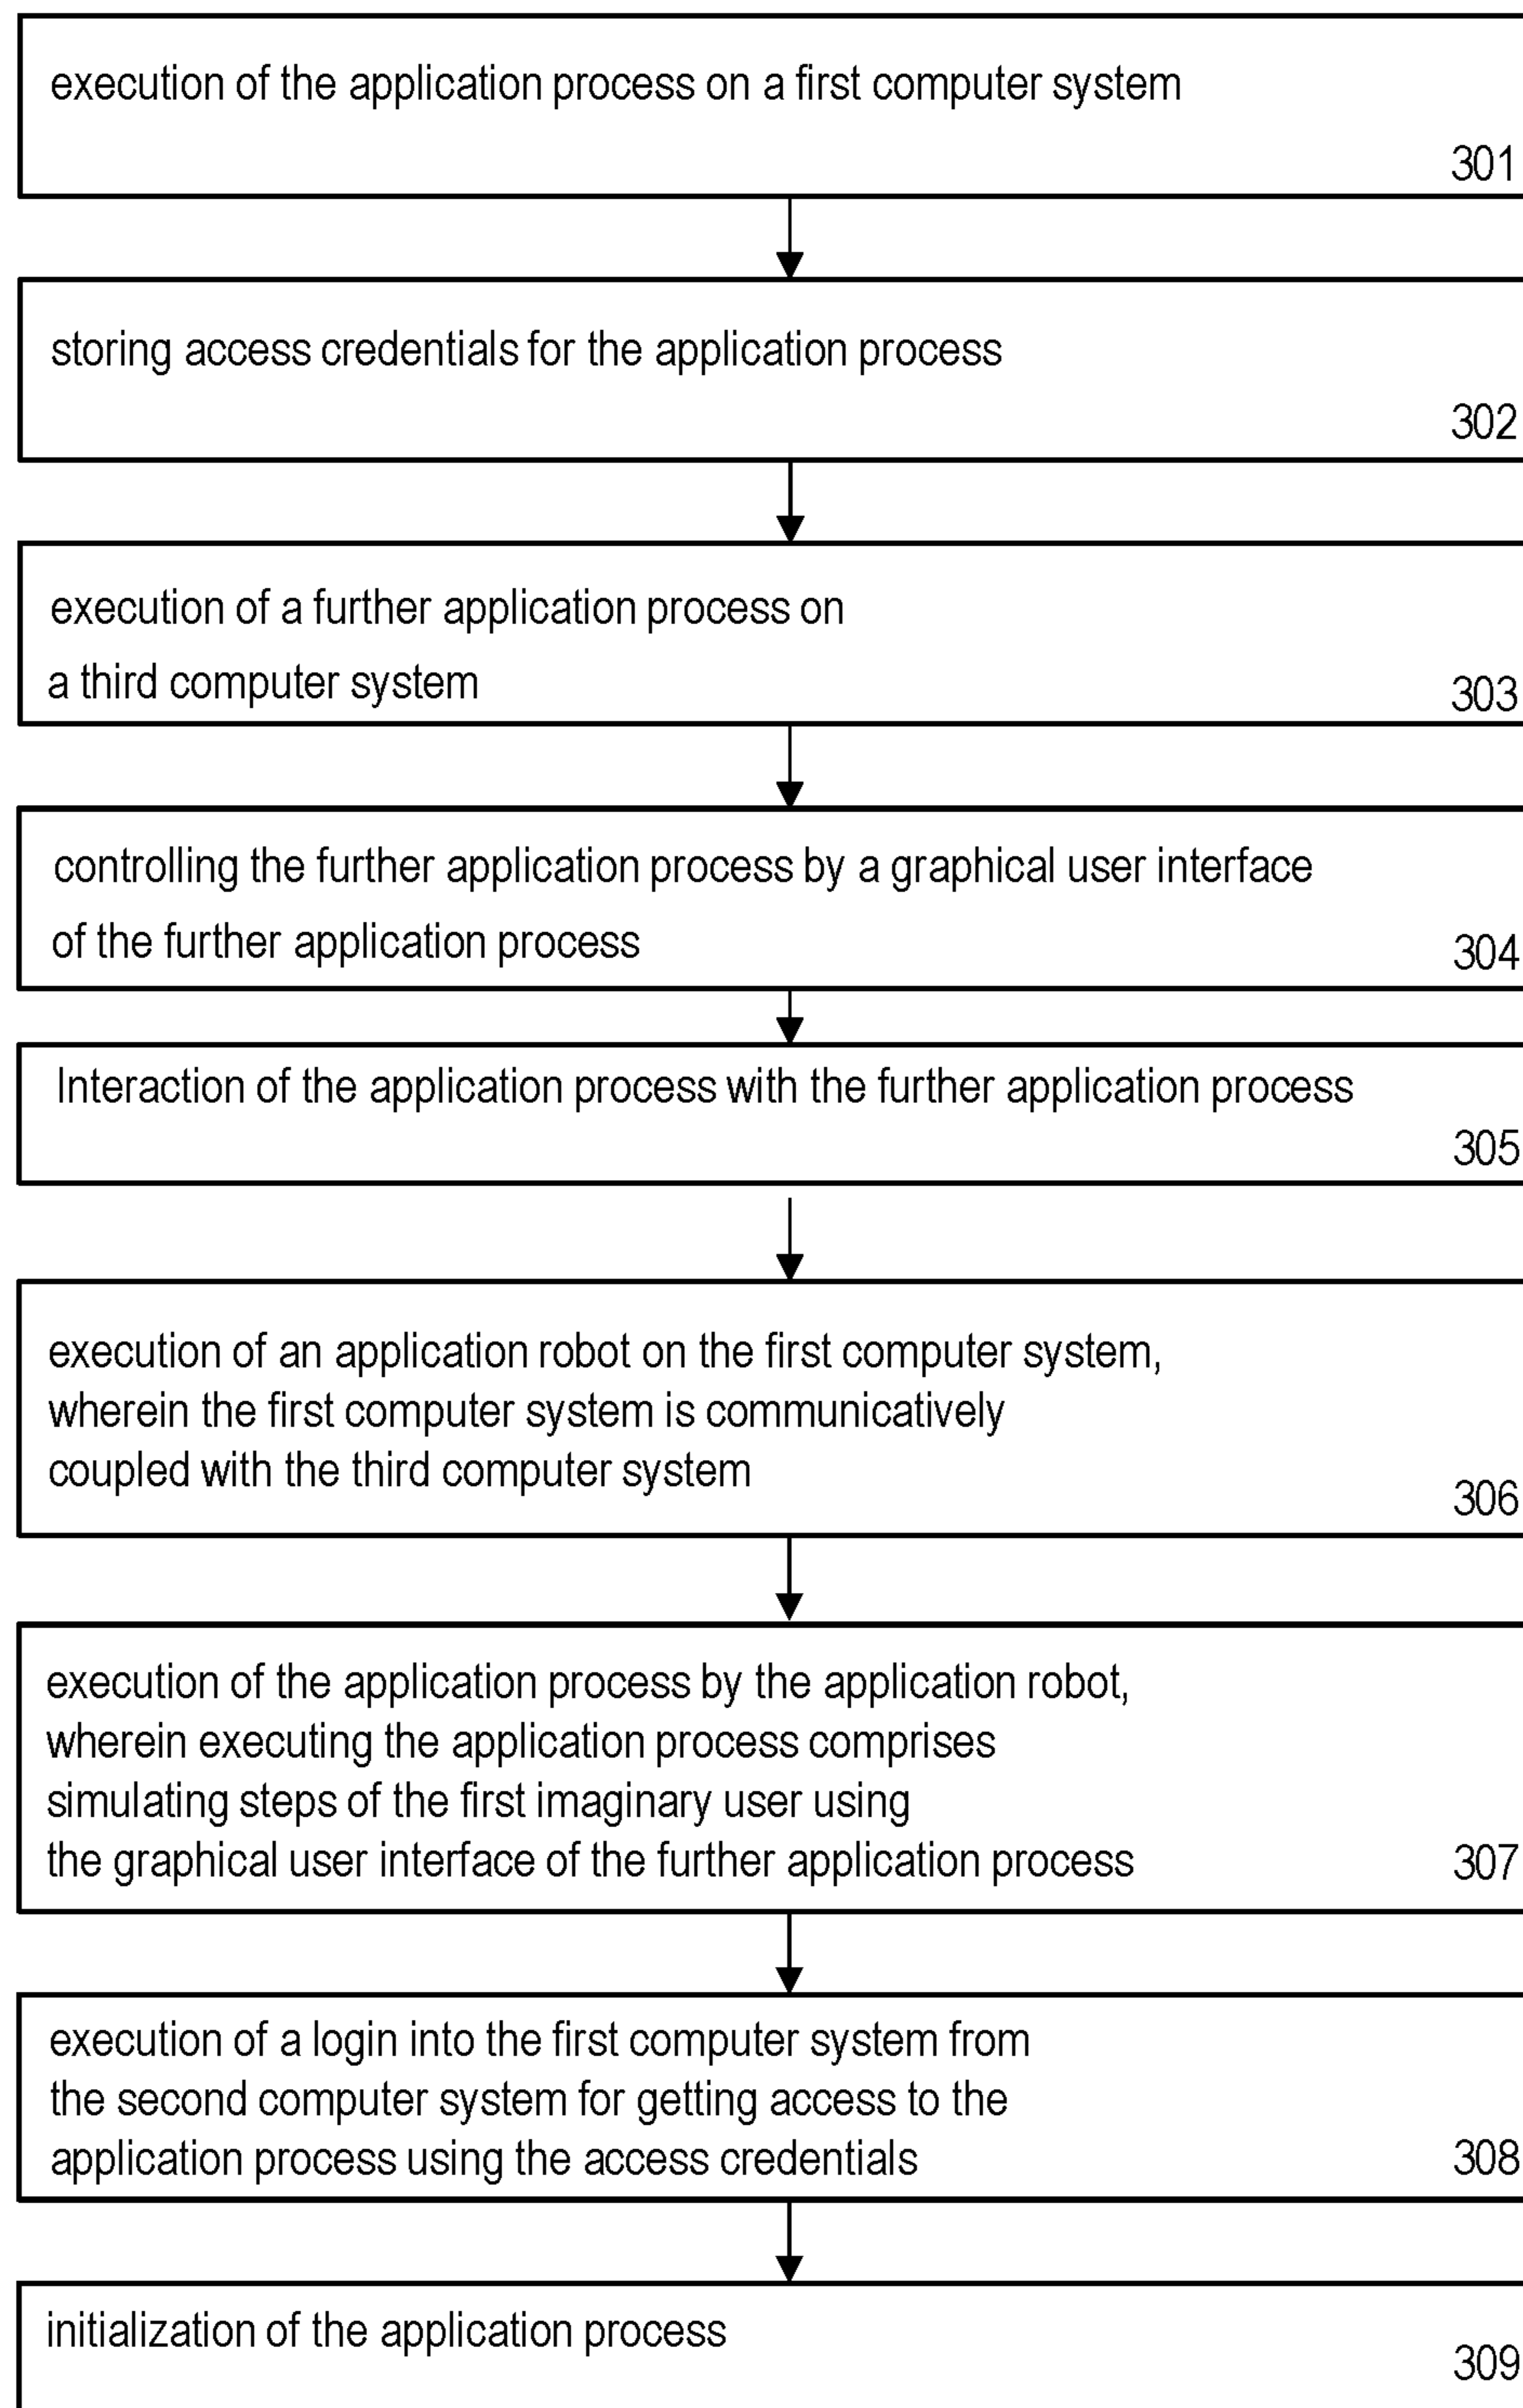 execution of the application process on a first computer system
301
storing access credentials for the application process
302
execution of a further application process on
a third computer system
303
controlling the further application process by a graphical user interface
of the further application process
304
Interaction of the application process with the further application process
305
execution of an application robot on the first computer system,
wherein the first computer system is communicatively
coupled with the third computer system
306
execution of the application process by the application robot,
wherein executing the application process comprises
simulating steps of the first imaginary user using
the graphical user interface of the further application process
307
execution of a login into the first computer system from
the second computer system for getting access to the
application process using the access credentials
308
initialization of the application process
309